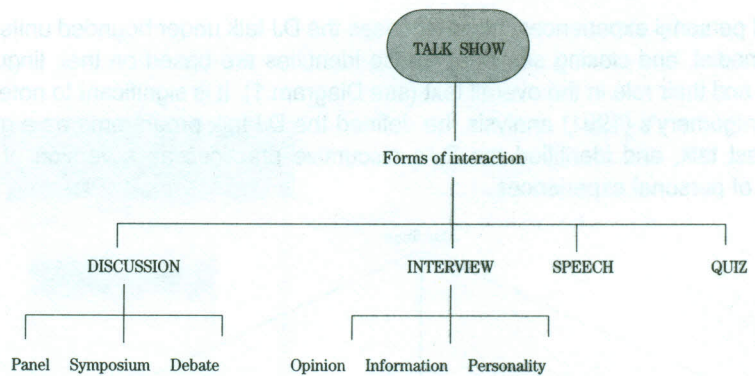 TALK SHOW
Forms of interaction
DISCUSSION INTERVIEW SPEECH QUIZ
Panel Symposium Debate Opinion Information Personality